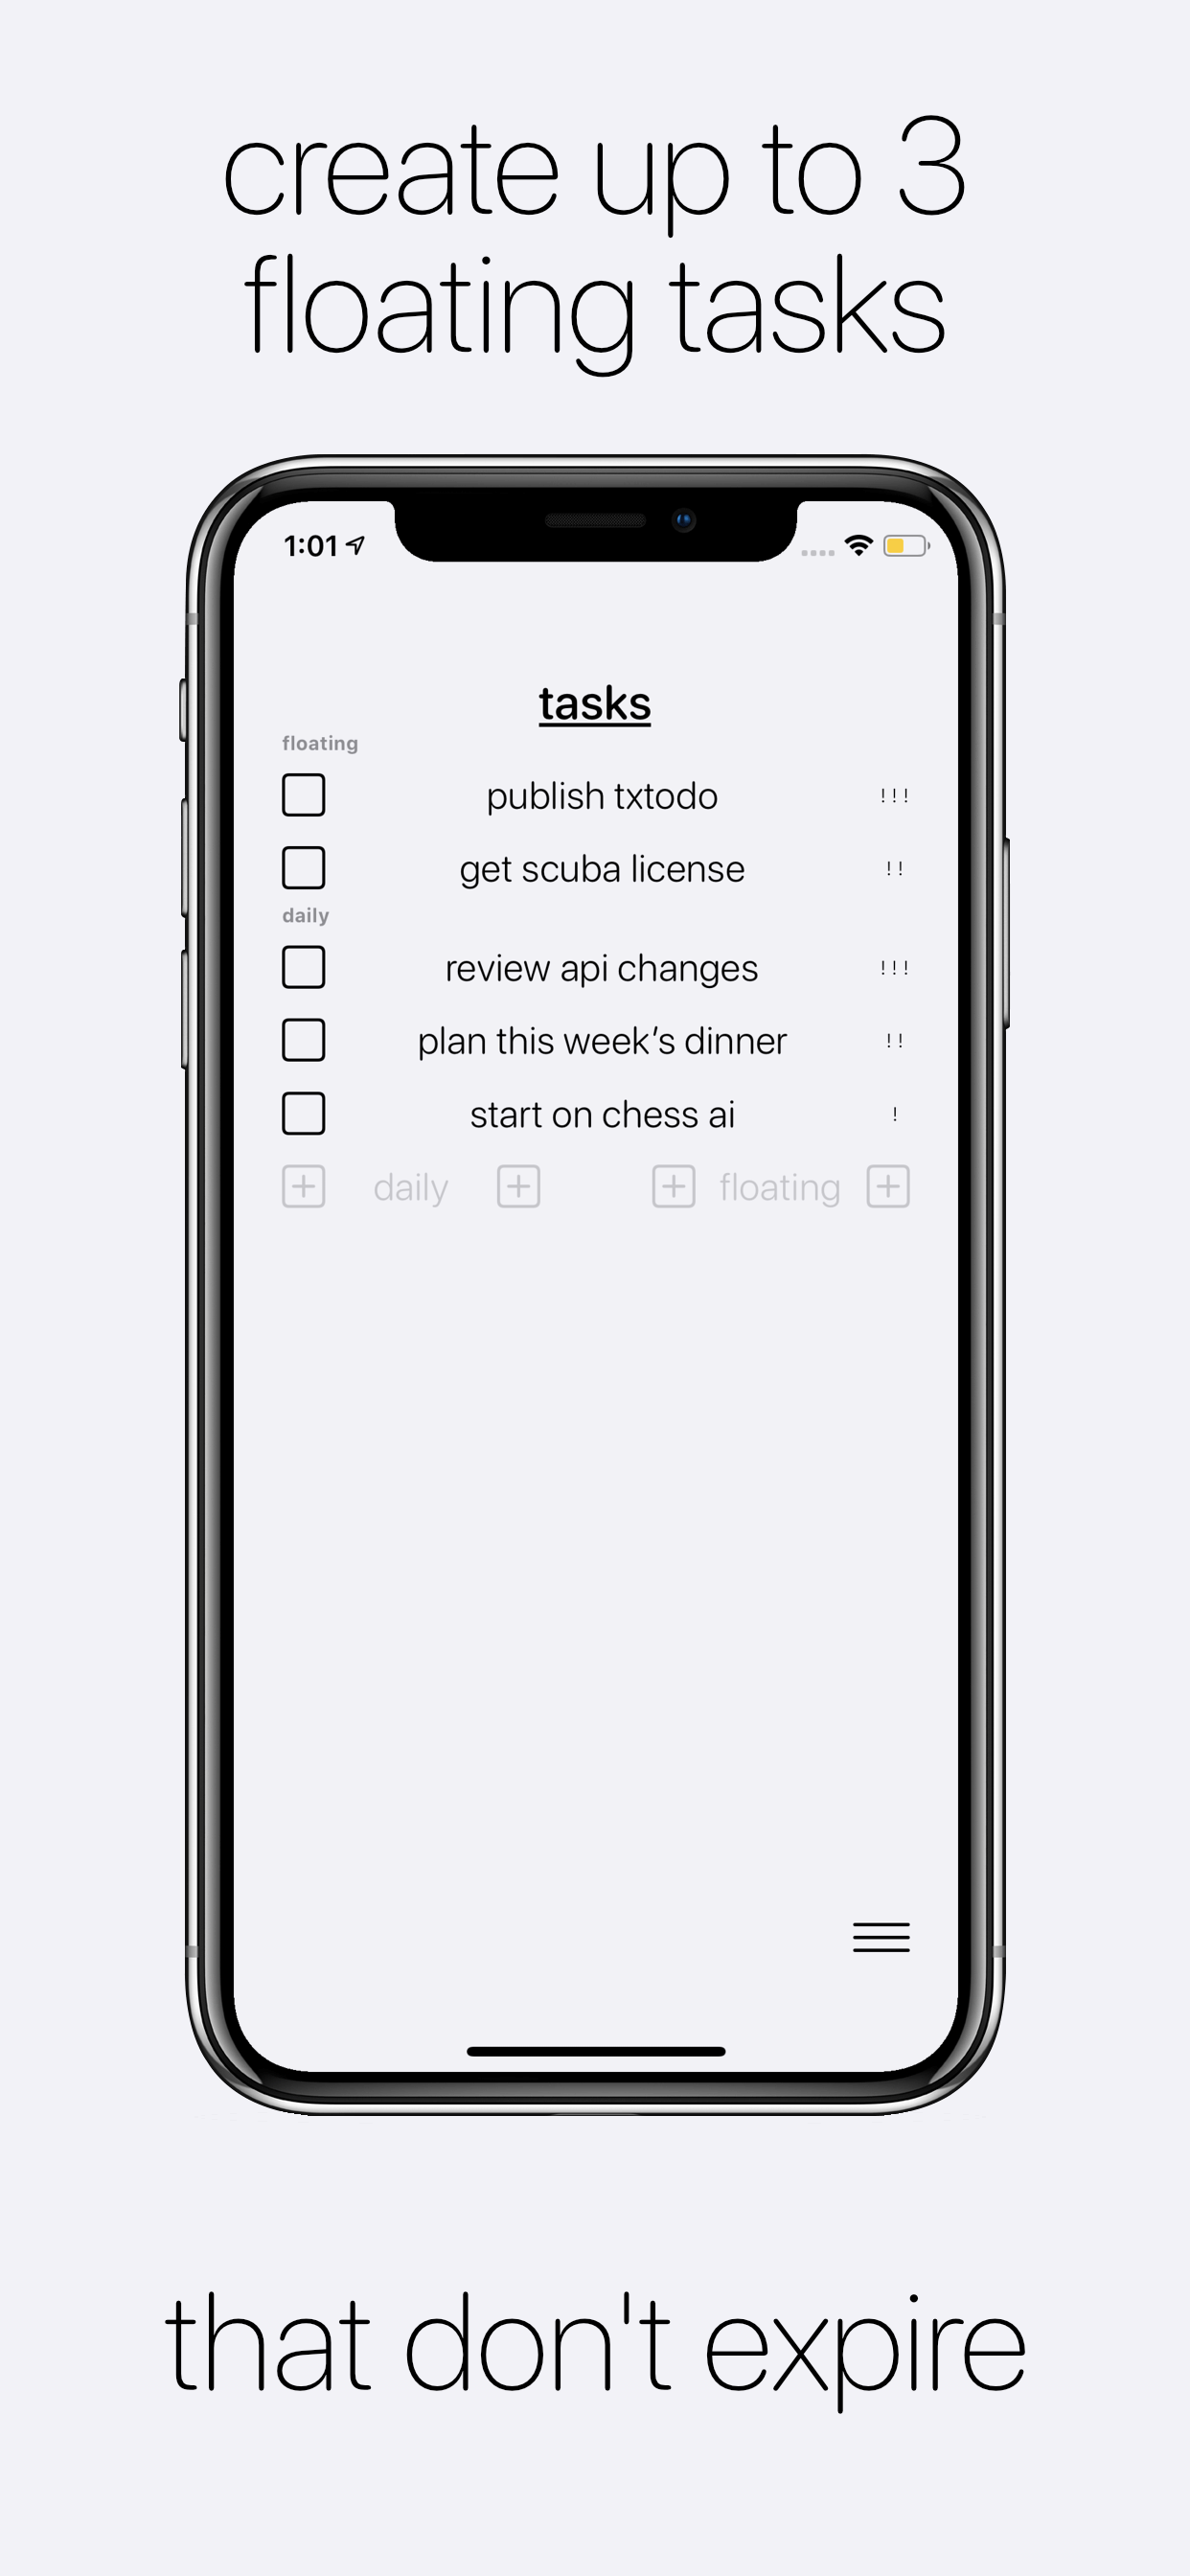 create up to 3
floating tasks
1:01
tasks
floating
publish txtodo !!!
get scuba license !!
daily
review api changes !!!
plan this week’s dinner !!
start on chess ai !
daily floating
that don't expire